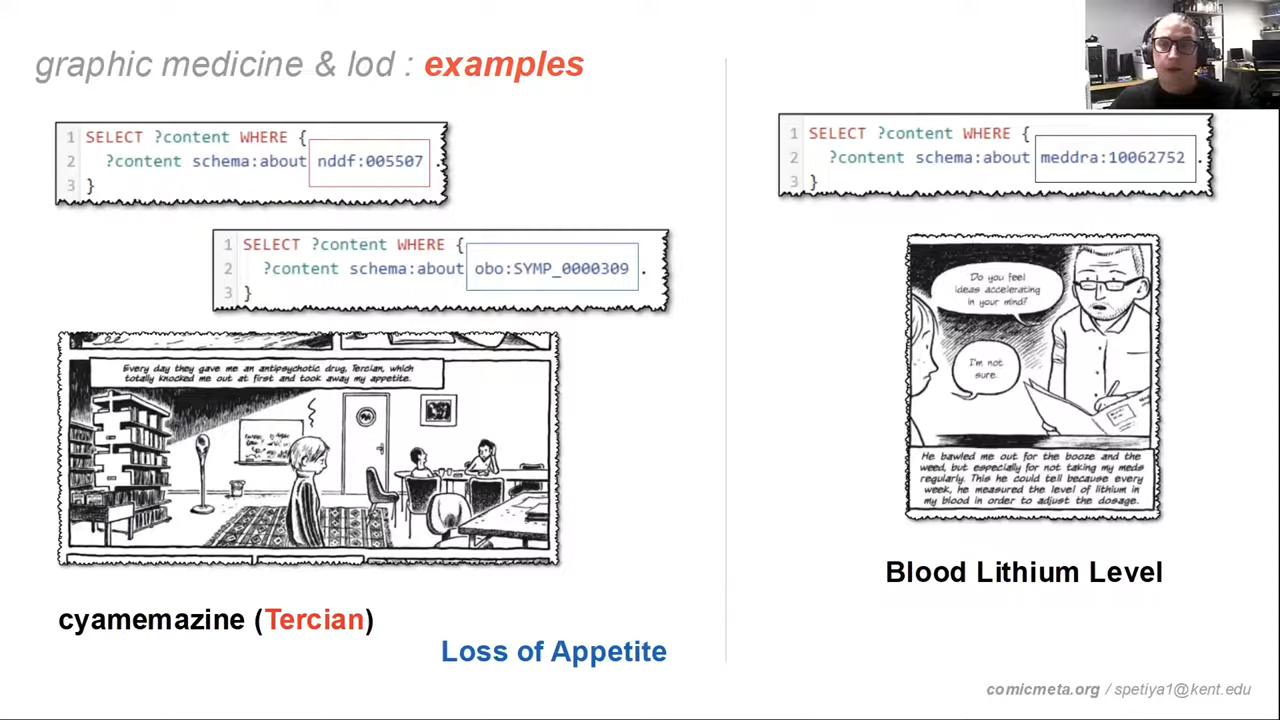 graphic medicine & lod : examples
1 SELECT ?content WHERE {
2 ?content schema:about nddf:005507 .
3 }
1 SELECT ?content WHERE {
2 ?content schema:about obo:SYMP_0000309 .
3 }
Every day they gave me an antipsychotic drug, Tercian, which
totally knocked me out at first and took away my appetite.
cyamemazine (Tercian)
Loss of Appetite
1 SELECT ?content WHERE {
2 ?content schema:about meddra:10062752 .
3 }
Do you feel
ideas accelerating
in your mind?
I'm not
sure.
He bawled me out for the booze and the
weed, but especially for not taking my meds
regularly. This he could tell because every
week, he measured the level of lithium in
my blood in order to adjust the dosage.
Blood Lithium Level
comicmeta.org / spetiya1@kent.edu